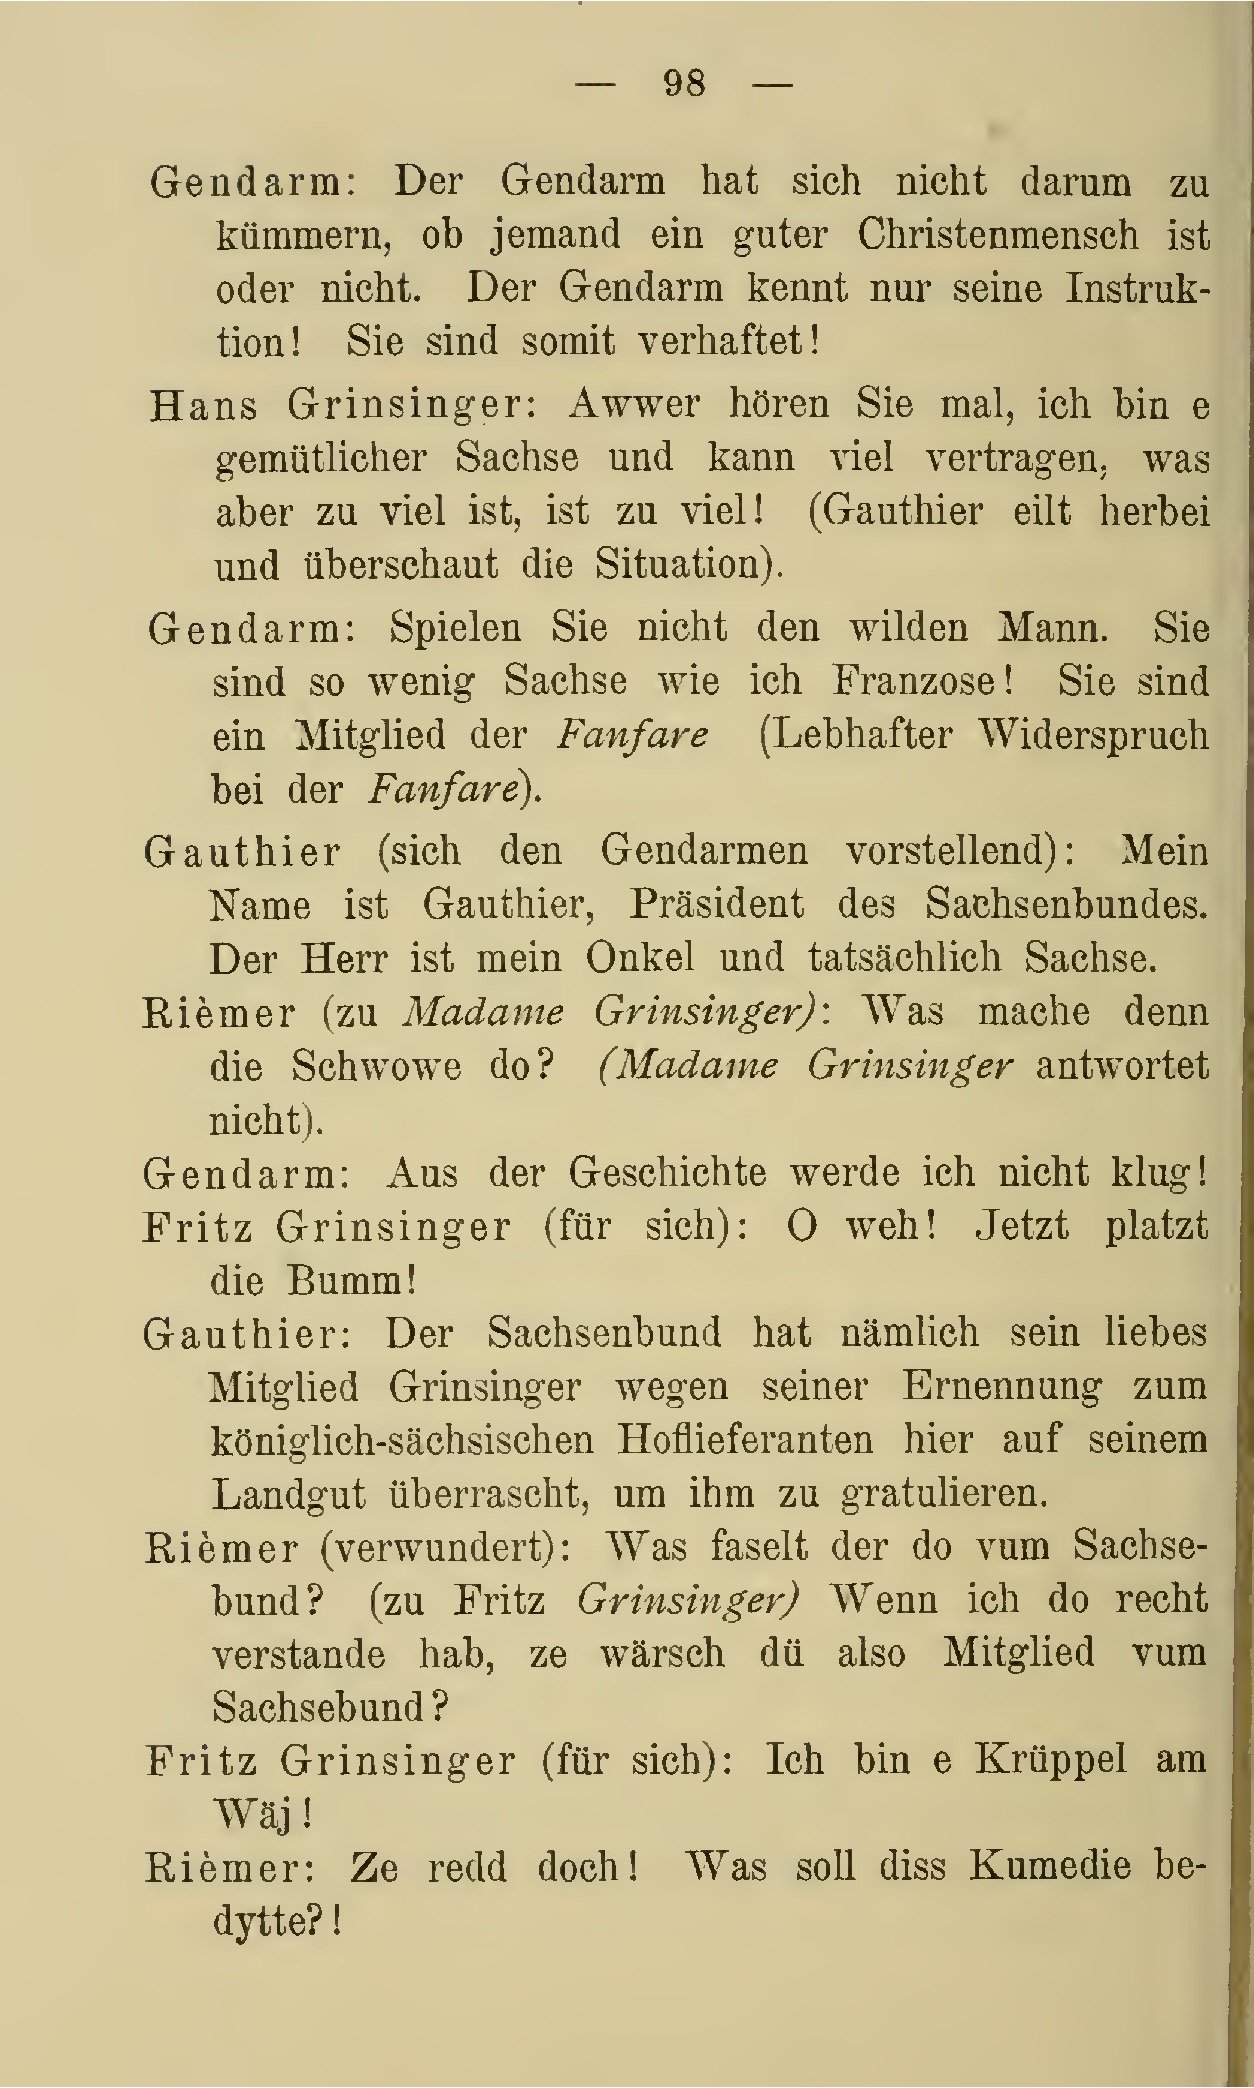 — 98 —
Gendarm: Der Gendarm hat sich nicht darum zu
kümmern, ob jemand ein guter Christenmensch ist
oder nicht. Der Gendarm kennt nur seine Instruk-
tion! Sie sind somit verhaftet!
Hans Grinsinger: Awwer hören Sie mal, ich bin e
gemütlicher Sachse und kann viel vertragen, was
aber zu viel ist, ist zu viel! (Gauthier eilt herbei
und überschaut die Situation).
Gendarm: Spielen Sie nicht den wilden Mann. Sie
sind so wenig Sachse wie ich Franzose! Sie sind
ein Mitglied der Fanfare (Lebhafter Widerspruch
bei der Fanfare).
Gauthier (sich den Gendarmen vorstellend): Mein
Name ist Gauthier, Präsident des Sachsenbundes.
Der Herr ist mein Onkel und tatsächlich Sachse.
Rièmer (zu Madame Grinsinger): Was mache denn
die Schwowe do? (Madame Grinsinger antwortet
nicht).
Gendarm: Aus der Geschichte werde ich nicht klug!
Fritz Grinsinger (für sich): O weh! Jetzt platzt
die Bumm!
Gauthier: Der Sachsenbund hat nämlich sein liebes
Mitglied Grinsinger wegen seiner Ernennung zum
königlich-sächsischen Hoflieferanten hier auf seinem
Landgut überrascht, um ihm zu gratulieren.
Rièmer (verwundert): Was faselt der do vum Sachse-
bund? (zu Fritz Grinsinger) Wenn ich do recht
verstande hab, ze wärsch dü also Mitglied vum
Sachsebund?
Fritz Grinsinger (für sich): Ich bin e Krüppel am
Wäj!
Rièmer: Ze redd doch! Was soll diss Kumedie be-
dytte?!